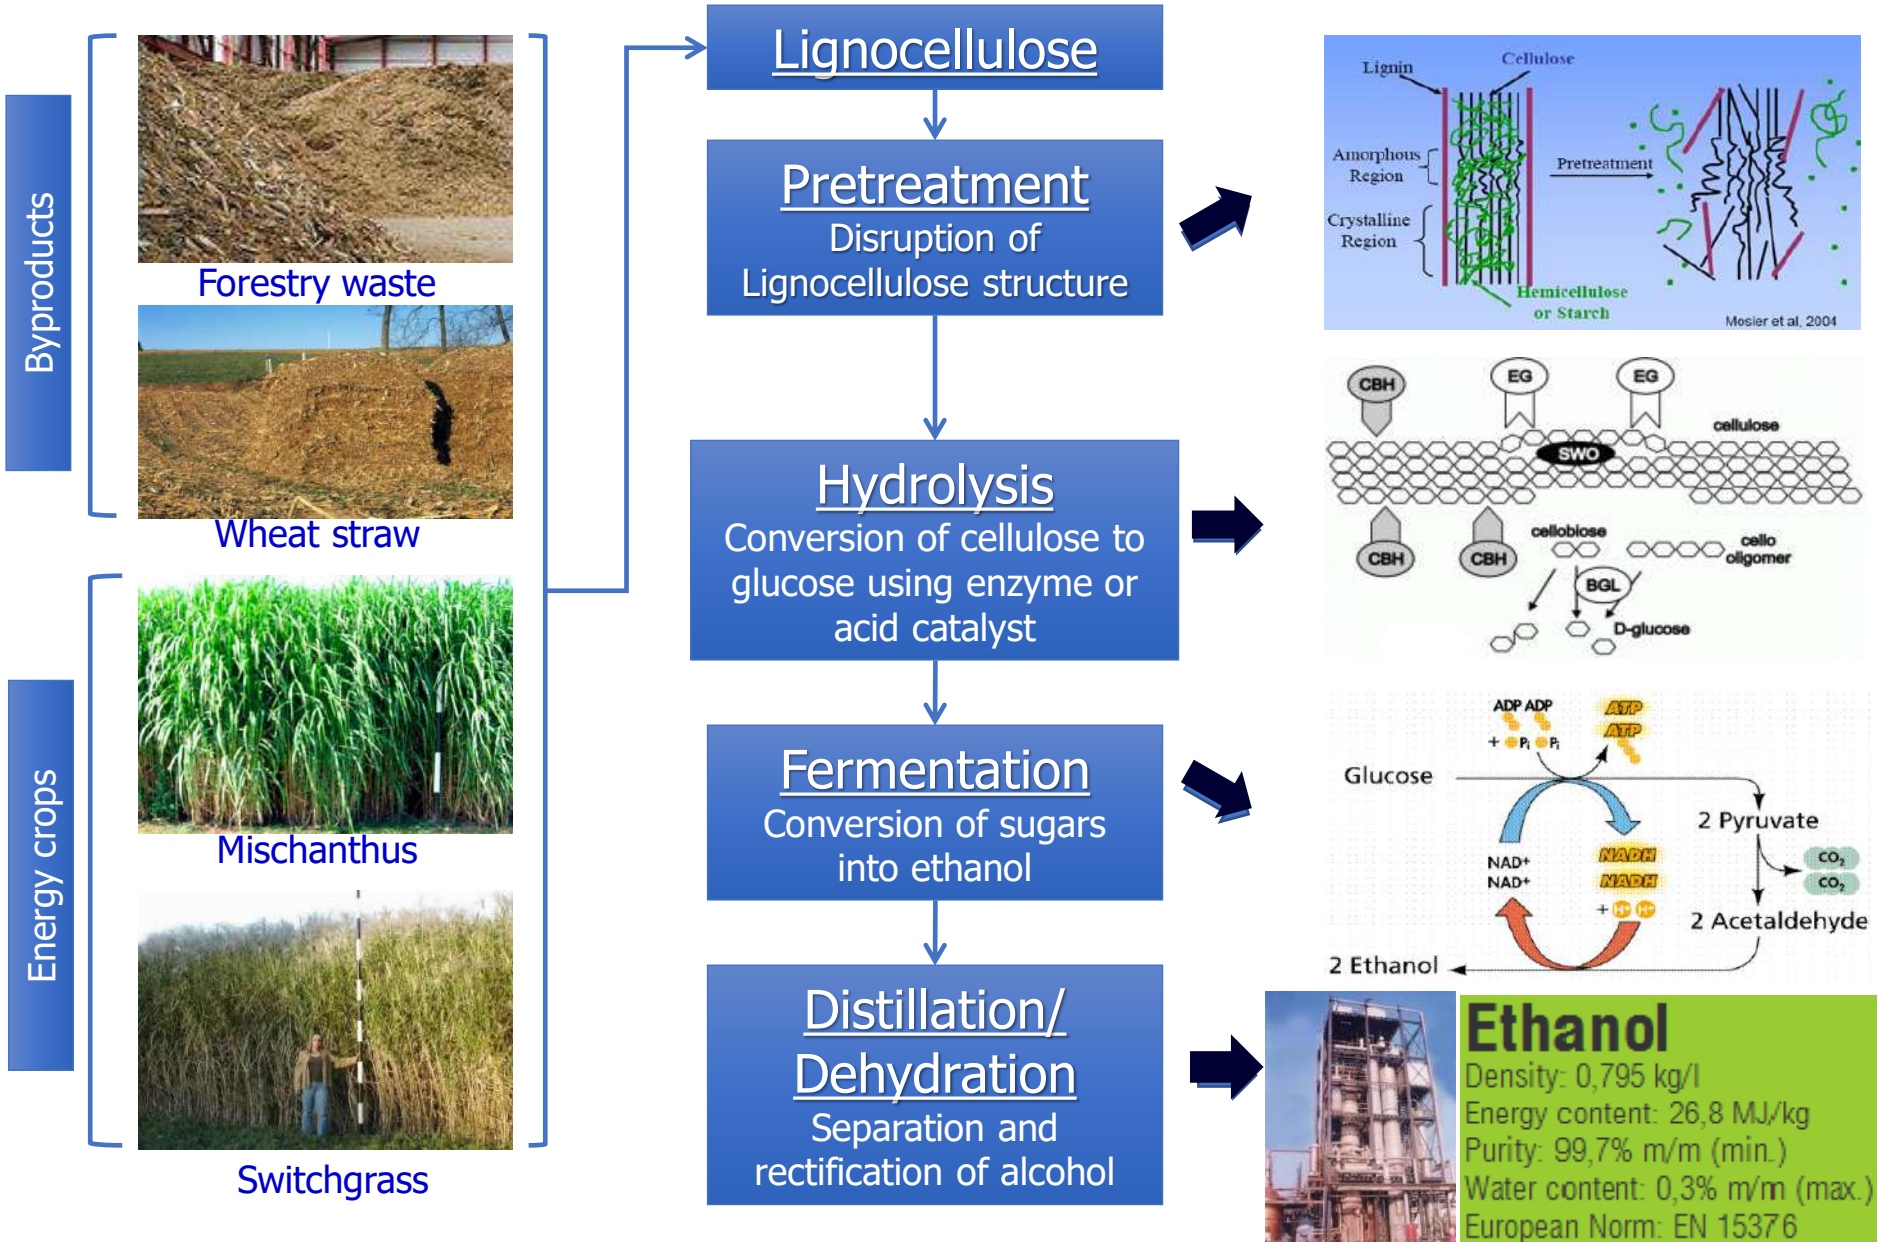 Byproducts
Forestry waste
Wheat straw
Energy crops
Mischanthus
Switchgrass
Lignocellulose
Pretreatment
Disruption of
Lignocellulose structure
Hydrolysis
Conversion of cellulose to
glucose using enzyme or
acid catalyst
Fermentation
Conversion of sugars
into ethanol
Distillation/
Dehydration
Separation and
rectification of alcohol
Lignin
Cellulose
Amorphous
Region
Crystalline
Region
Pretreatment
Hemicellulose
or Starch
Mosier et al, 2004
CBH
EG
EG
cellulose
SWO
CBH
CBH
cellobiose
cello
oligomer
BGL
D-glucose
ADP ADP
+ Pi Pi
ATP
ATP
Glucose
2 Pyruvate
NAD+
NAD+
NADH
NADH
+ H+ H+
CO2
CO2
2 Acetaldehyde
2 Ethanol
Ethanol
Density: 0,795 kg/l
Energy content: 26,8 MJ/kg
Purity: 99,7% m/m (min.)
Water content: 0,3% m/m (max.)
European Norm: EN 15376